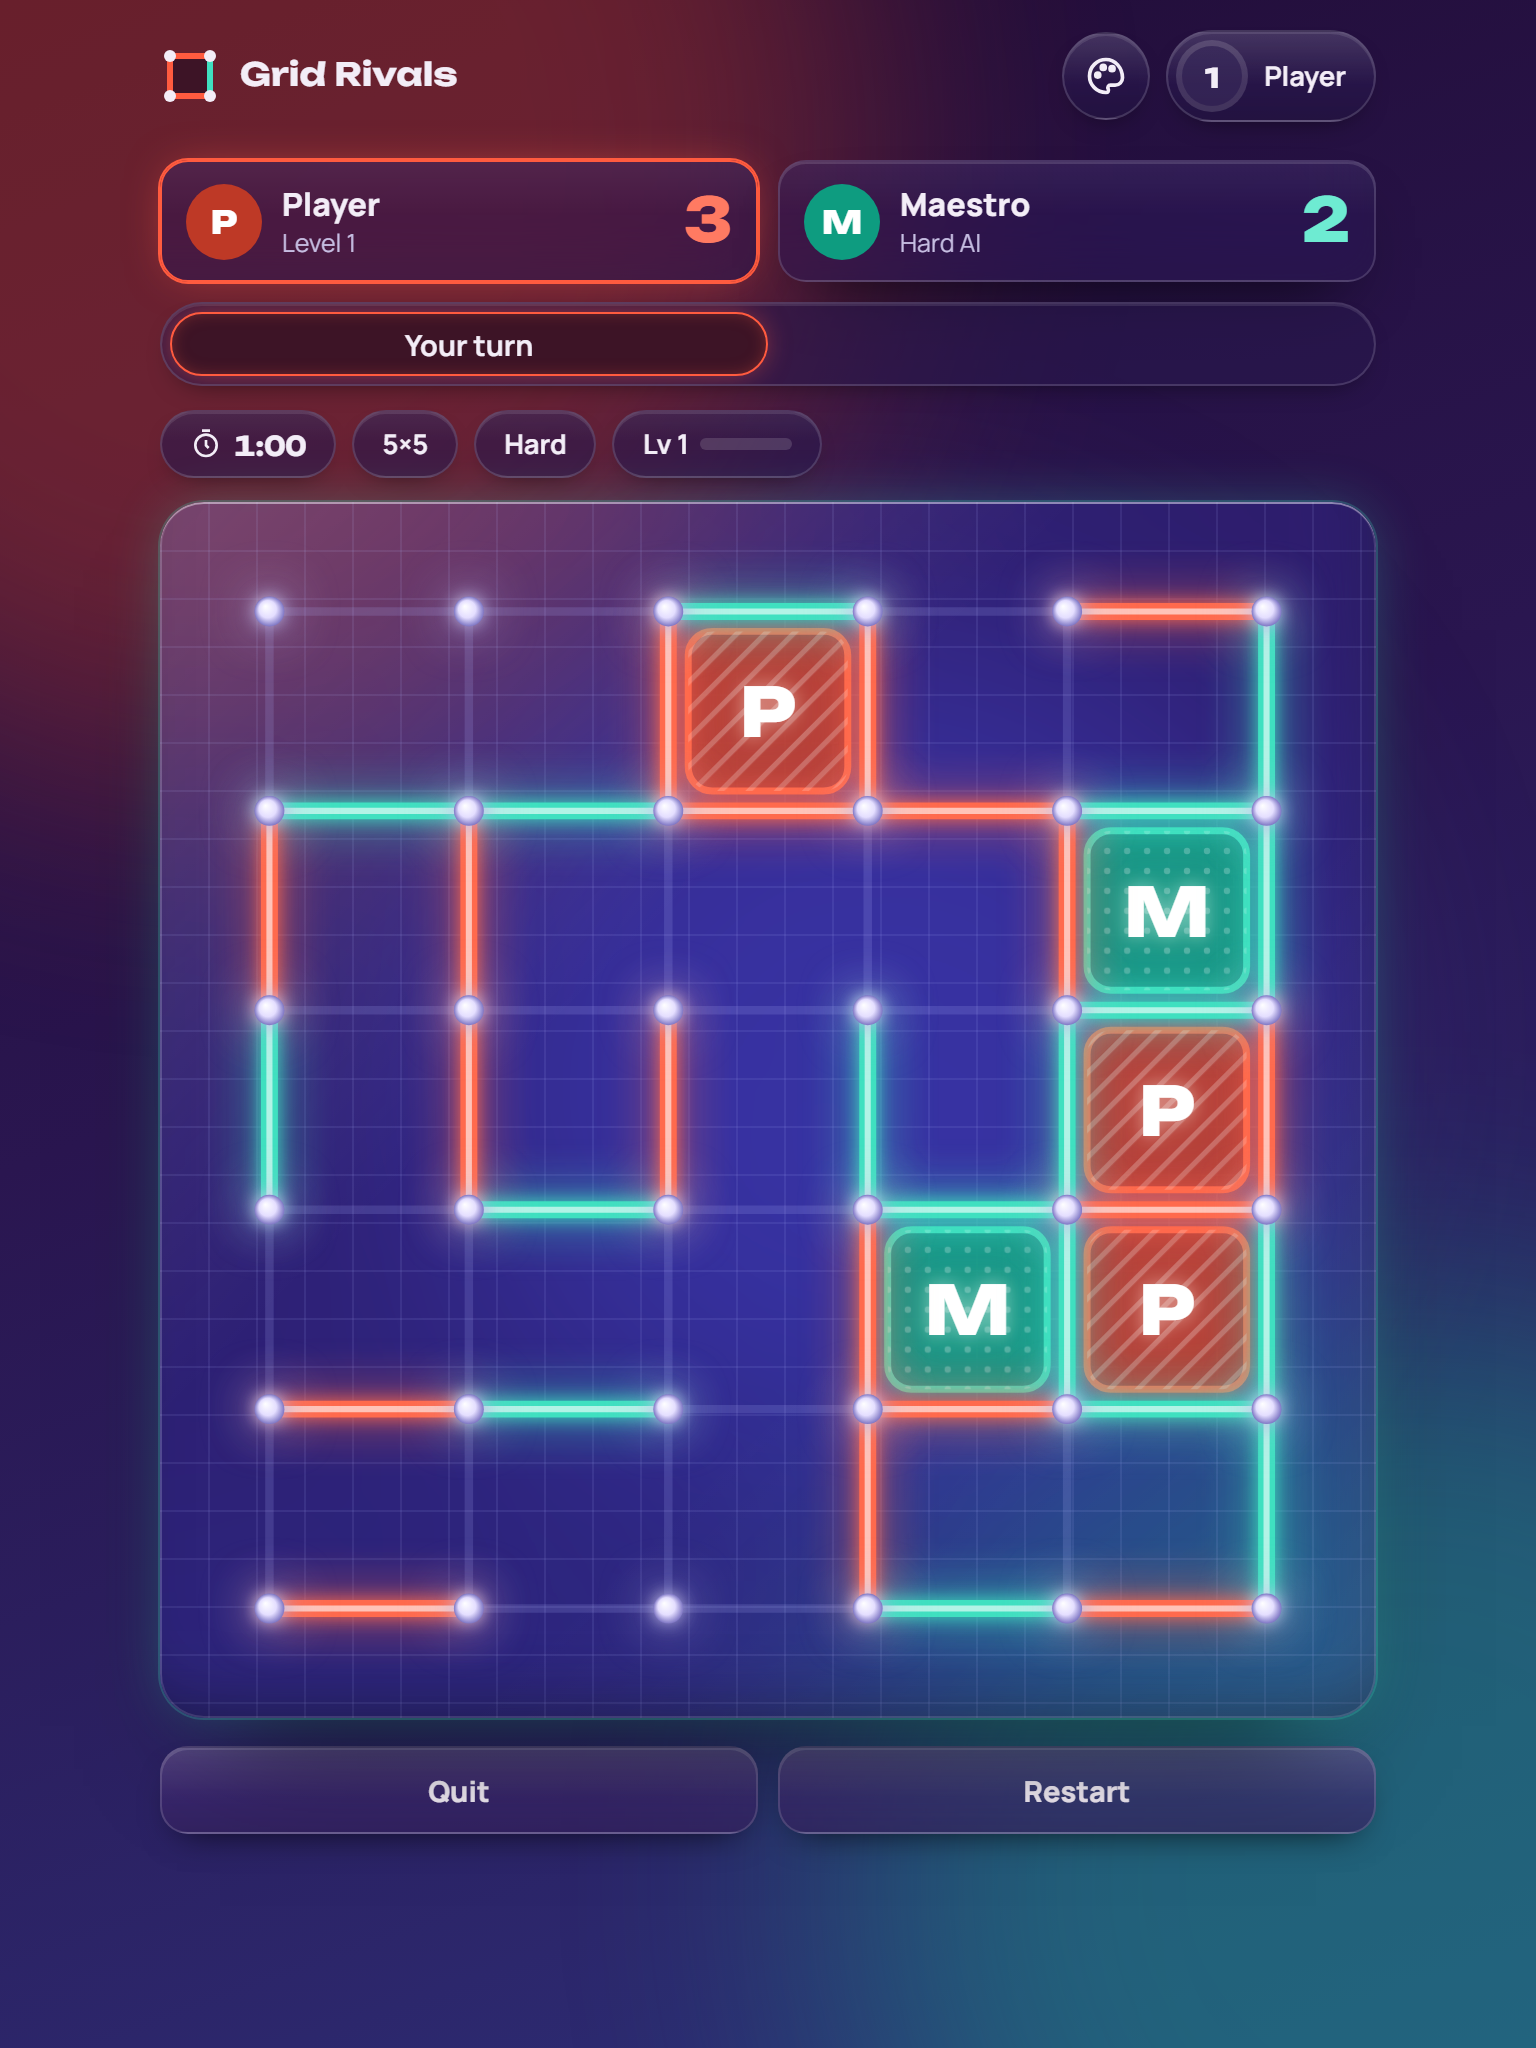 Grid Rivals
1 Player
P Player 3
Level 1
M Maestro 2
Hard AI
Your turn
1:00 5×5 Hard Lv 1
P
M
P
M P
Quit Restart